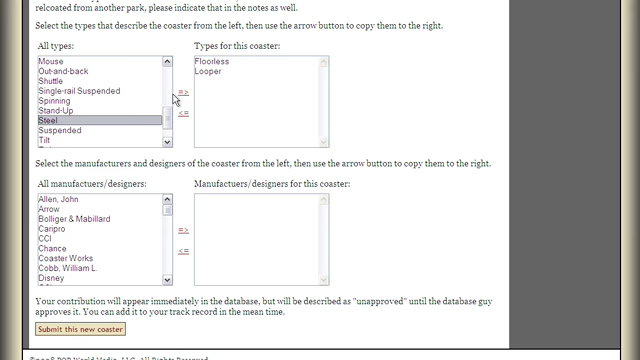 relcoated from another park, please indicate that in the notes as well.
Select the types that describe the coaster from the left, then use the arrow button to copy them to the right.
All types:
Types for this coaster:
Mouse
Out-and-back
Shuttle
Single-rail Suspended
Spinning
Stand-Up
Steel
Suspended
Tilt
=>
<=
Floorless
Looper
Select the manufacturers and designers of the coaster from the left, then use the arrow button to copy them to the right.
All manufactuers/designers:
Manufactuers/designers for this coaster:
Allen, John
Arrow
Bolliger & Mabillard
Caripro
CCI
Chance
Coaster Works
Cobb, William L.
Disney
=>
<=
Your contribution will appear immediately in the database, but will be described as "unapproved" until the database guy
approves it. You can add it to your track record in the mean time.
Submit this new coaster